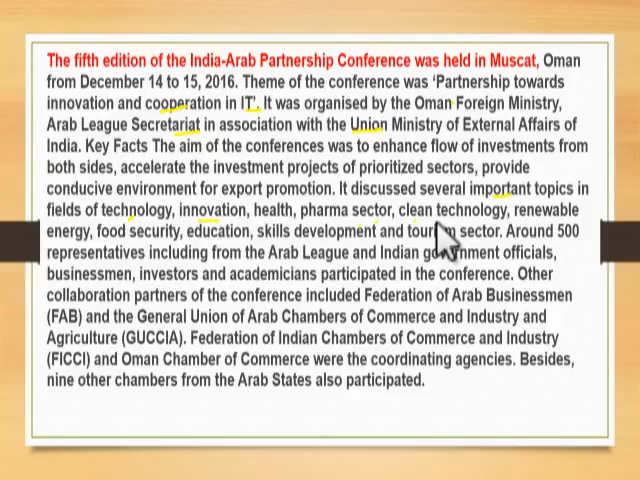 The fifth edition of the India-Arab Partnership Conference was held in Muscat, Oman
from December 14 to 15, 2016. Theme of the conference was ‘Partnership towards
innovation and cooperation in IT’. It was organised by the Oman Foreign Ministry,
Arab League Secretariat in association with the Union Ministry of External Affairs of
India. Key Facts The aim of the conferences was to enhance flow of investments from
both sides, accelerate the investment projects of prioritized sectors, provide
conducive environment for export promotion. It discussed several important topics in
fields of technology, innovation, health, pharma sector, clean technology, renewable
energy, food security, education, skills development and tourism sector. Around 500
representatives including from the Arab League and Indian government officials,
businessmen, investors and academicians participated in the conference. Other
collaboration partners of the conference included Federation of Arab Businessmen
(FAB) and the General Union of Arab Chambers of Commerce and Industry and
Agriculture (GUCCIA). Federation of Indian Chambers of Commerce and Industry
(FICCI) and Oman Chamber of Commerce were the coordinating agencies. Besides,
nine other chambers from the Arab States also participated.